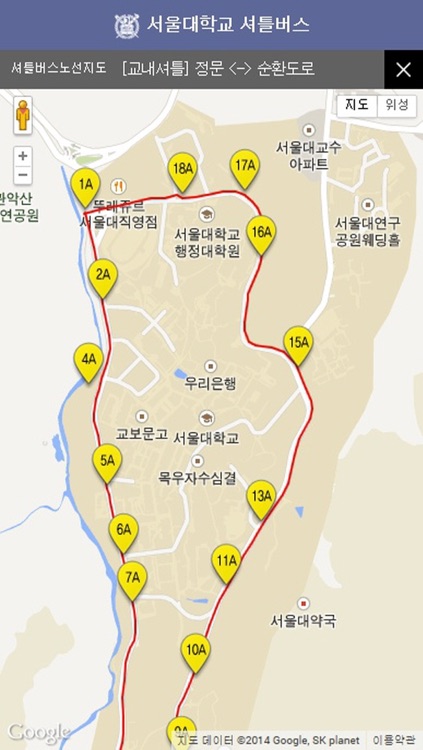 서울대학교 셔틀버스
셔틀버스노선지도 [교내셔틀] 정문 <-> 순환도로
지도 위성
서울대교수
아파트
17A
18A
1A
뚜레쥬르
서울대직영점
관악산
연공원
서울대학교
행정대학원
서울대연구
공원웨딩홀
16A
2A
15A
4A
우리은행
교보문고
서울대학교
5A
목우자수심결
13A
6A
11A
7A
서울대약국
10A
9A
Google
지도 데이터 ©2014 Google, SK planet 이용약관